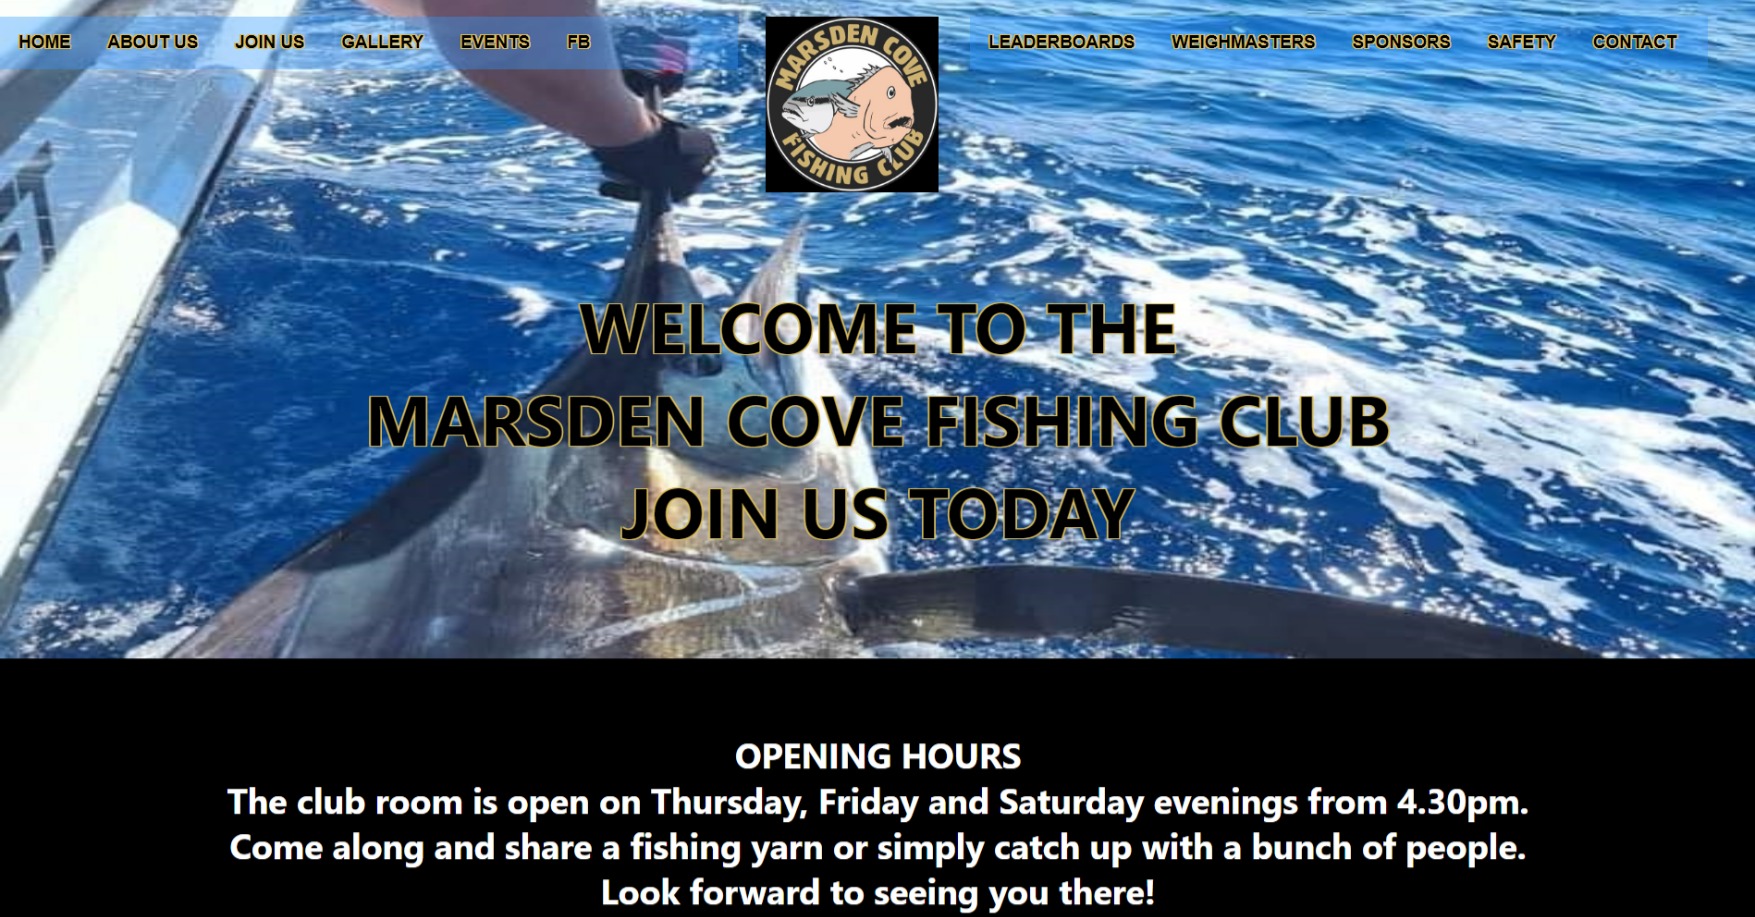 HOME ABOUT US JOIN US GALLERY EVENTS FB
MARSDEN COVE
FISHING CLUB
LEADERBOARDS WEIGHMASTERS SPONSORS SAFETY CONTACT
WELCOME TO THE
MARSDEN COVE FISHING CLUB
JOIN US TODAY
OPENING HOURS
The club room is open on Thursday, Friday and Saturday evenings from 4.30pm.
Come along and share a fishing yarn or simply catch up with a bunch of people.
Look forward to seeing you there!